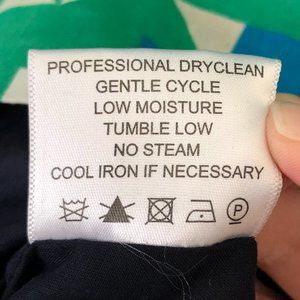 PROFESSIONAL DRYCLEAN
GENTLE CYCLE
LOW MOISTURE
TUMBLE LOW
NO STEAM
COOL IRON IF NECESSARY
P